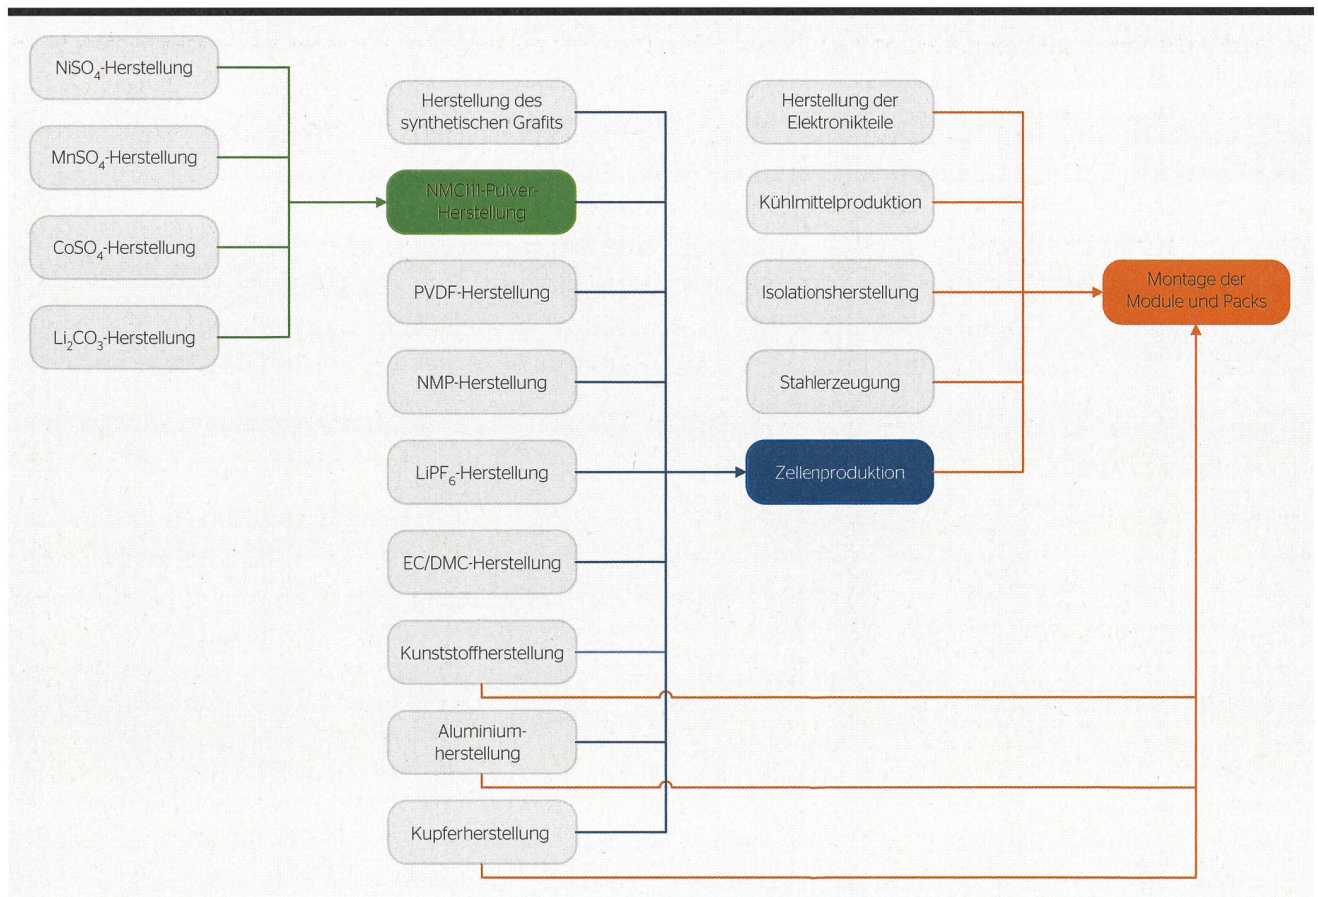 NiSO₄-Herstellung
MnSO₄-Herstellung
CoSO₄-Herstellung
Li₂CO₃-Herstellung
Herstellung des
synthetischen Grafits
NMC111-Pulver-
Herstellung
PVDF-Herstellung
NMP-Herstellung
LiPF₆-Herstellung
EC/DMC-Herstellung
Kunststoffherstellung
Aluminium-
herstellung
Kupferherstellung
Herstellung der
Elektronikteile
Kühlmittelproduktion
Isolationsherstellung
Stahlerzeugung
Zellenproduktion
Montage der
Module und Packs